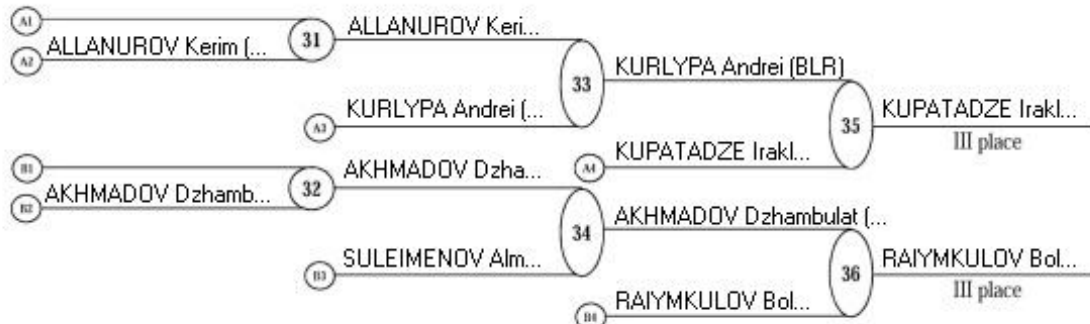 A1
ALLANUROV Kerim (...
A2
31
ALLANUROV Keri...
KURLYPA Andrei (...
A3
33
KURLYPA Andrei (BLR)
KUPATADZE Irakl...
A4
35
KUPATADZE Irakl...
III place
B1
AKHMADOV Dzhamb...
B2
32
AKHMADOV Dzha...
SULEIMENOV Alm...
B3
34
AKHMADOV Dzhambulat (...
RAIYMKULOV Bol...
B4
36
RAIYMKULOV Bol...
III place